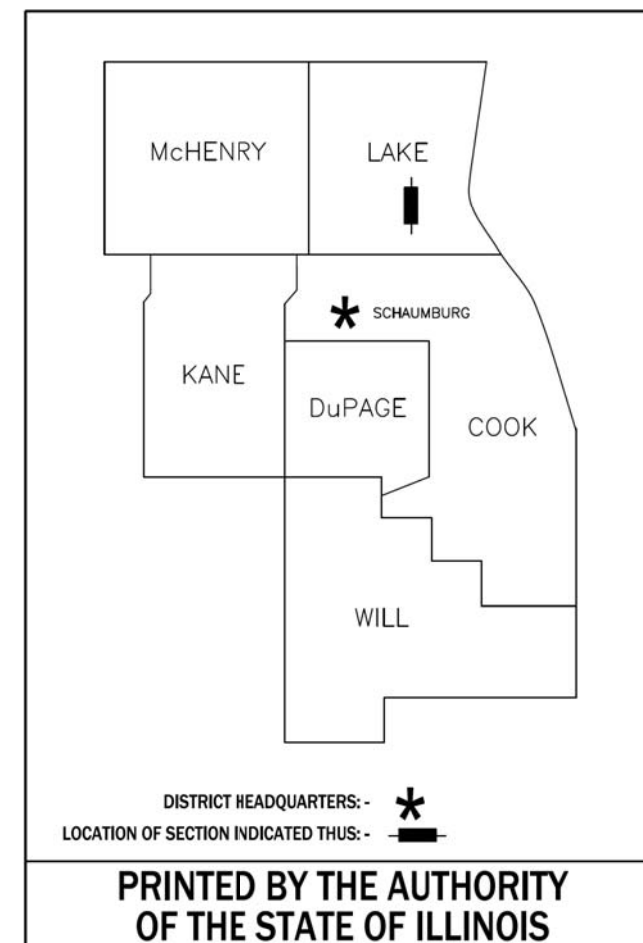 McHENRY
LAKE
SCHAUMBURG
KANE
DuPAGE
COOK
WILL
DISTRICT HEADQUARTERS: -
LOCATION OF SECTION INDICATED THUS: -
PRINTED BY THE AUTHORITY
OF THE STATE OF ILLINOIS